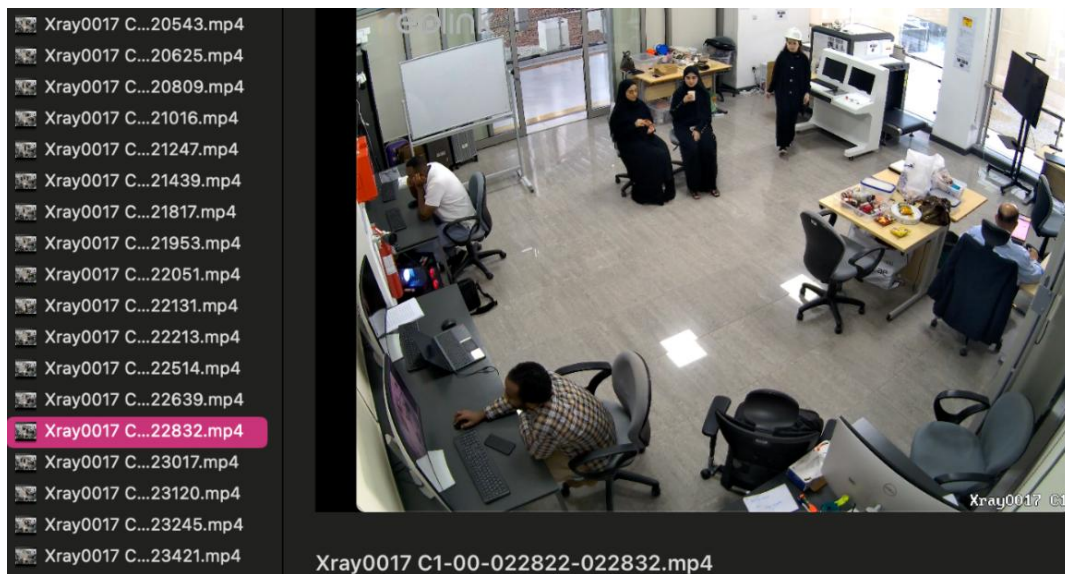 Xray0017 C...20543.mp4
Xray0017 C...20625.mp4
Xray0017 C...20809.mp4
Xray0017 C...21016.mp4
Xray0017 C...21247.mp4
Xray0017 C...21439.mp4
Xray0017 C...21817.mp4
Xray0017 C...21953.mp4
Xray0017 C...22051.mp4
Xray0017 C...22131.mp4
Xray0017 C...22213.mp4
Xray0017 C...22514.mp4
Xray0017 C...22639.mp4
Xray0017 C...22832.mp4
Xray0017 C...23017.mp4
Xray0017 C...23120.mp4
Xray0017 C...23245.mp4
Xray0017 C...23421.mp4
reolink
Xray0017 C1
Xray0017 C1-00-022822-022832.mp4